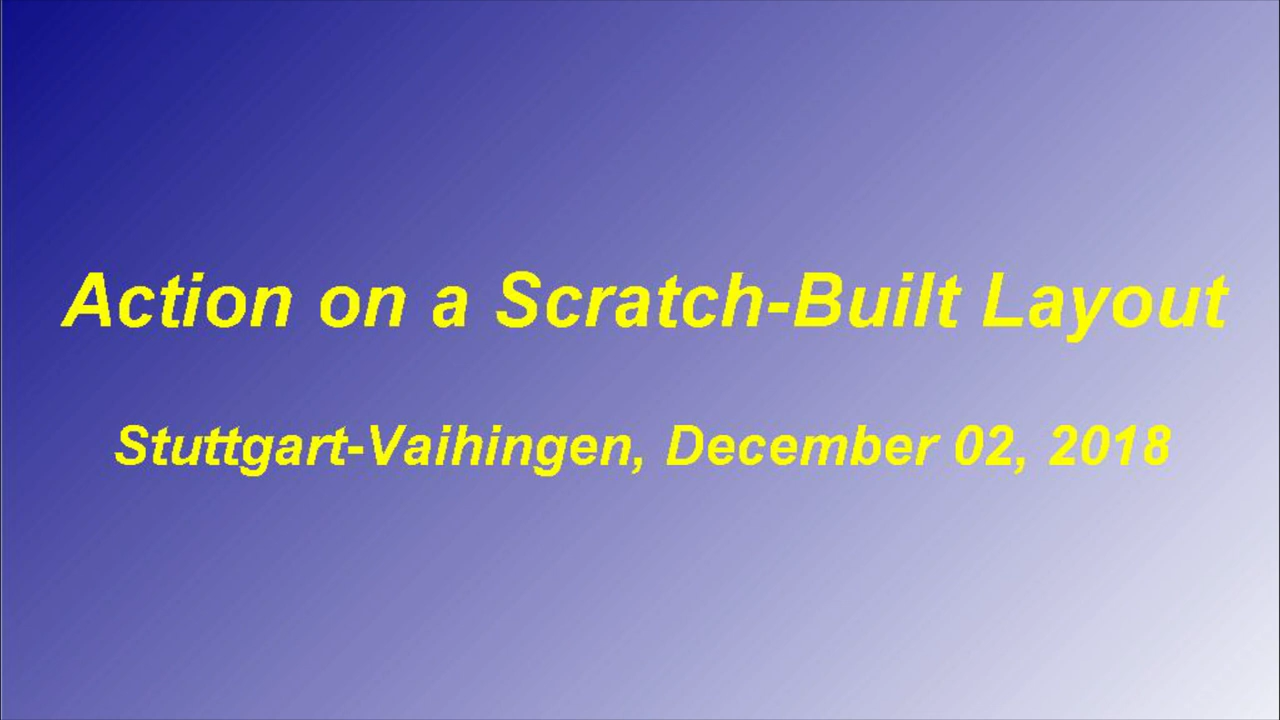 Action on a Scratch-Built Layout
Stuttgart-Vaihingen, December 02, 2018